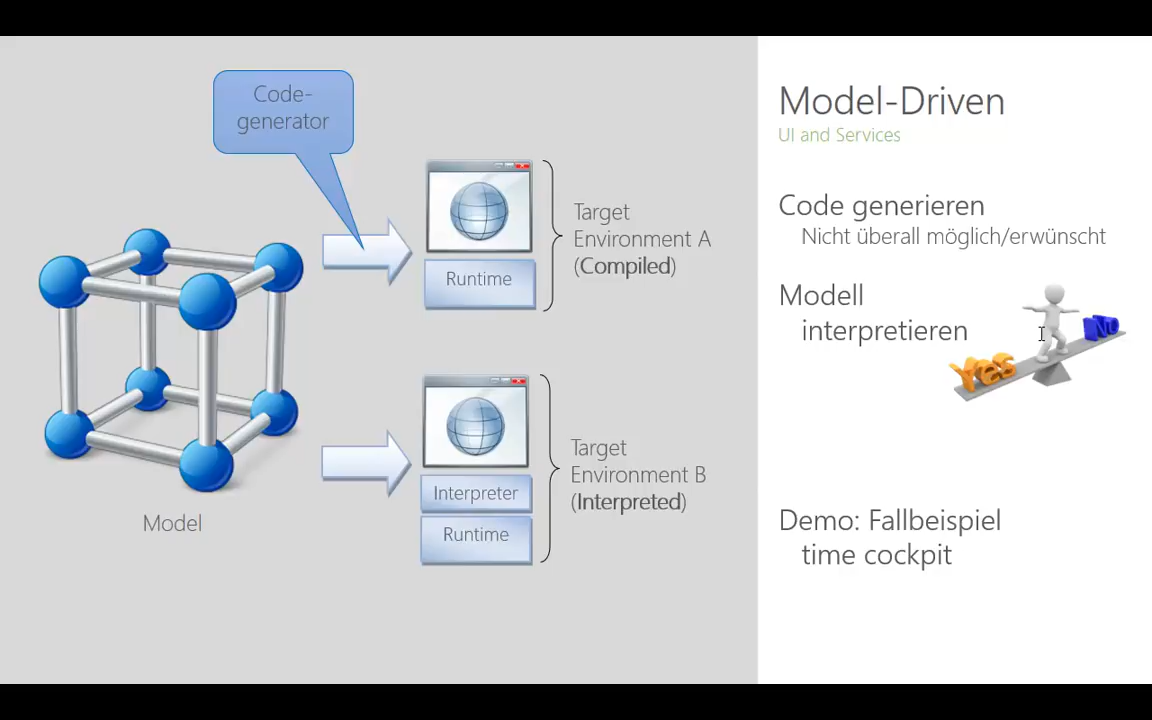 Code-
generator
Target
Environment A
(Compiled)
Runtime
Target
Environment B
(Interpreted)
Interpreter
Runtime
Model
Model-Driven
UI and Services
Code generieren
Nicht überall möglich/erwünscht
Modell
interpretieren
YES
NO
Demo: Fallbeispiel
time cockpit